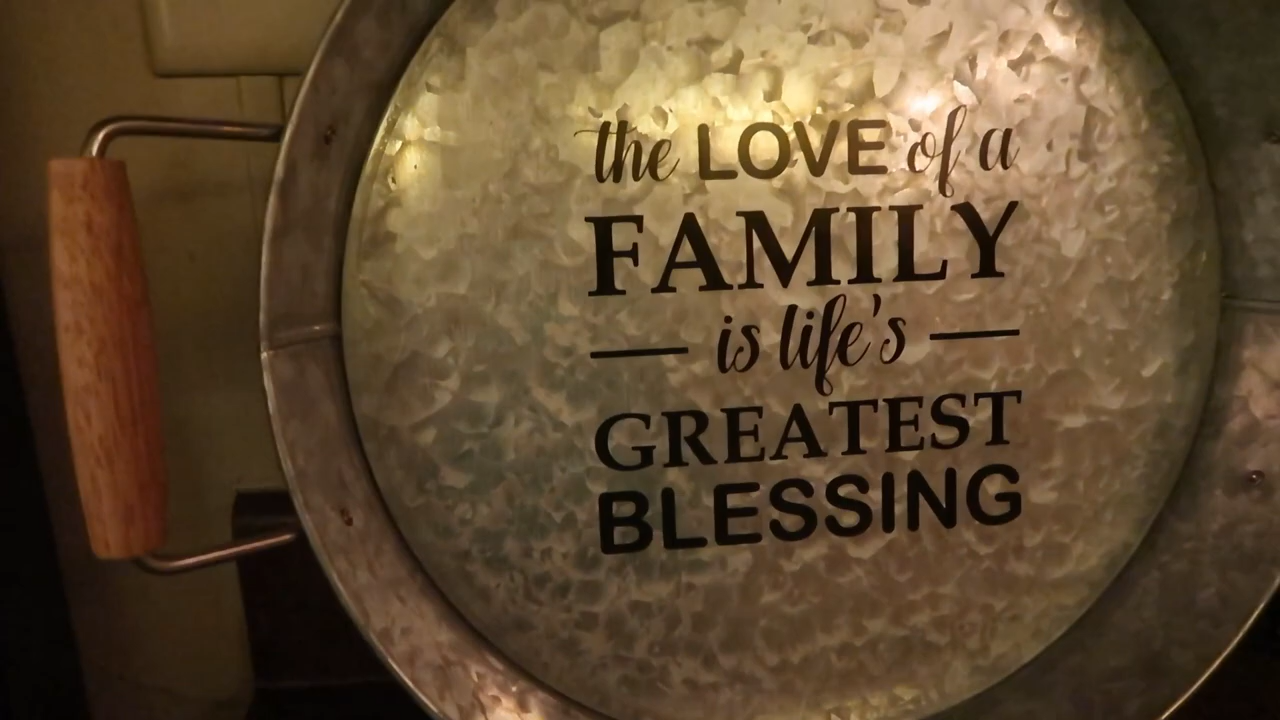 the LOVE of a
FAMILY
is life's
GREATEST
BLESSING